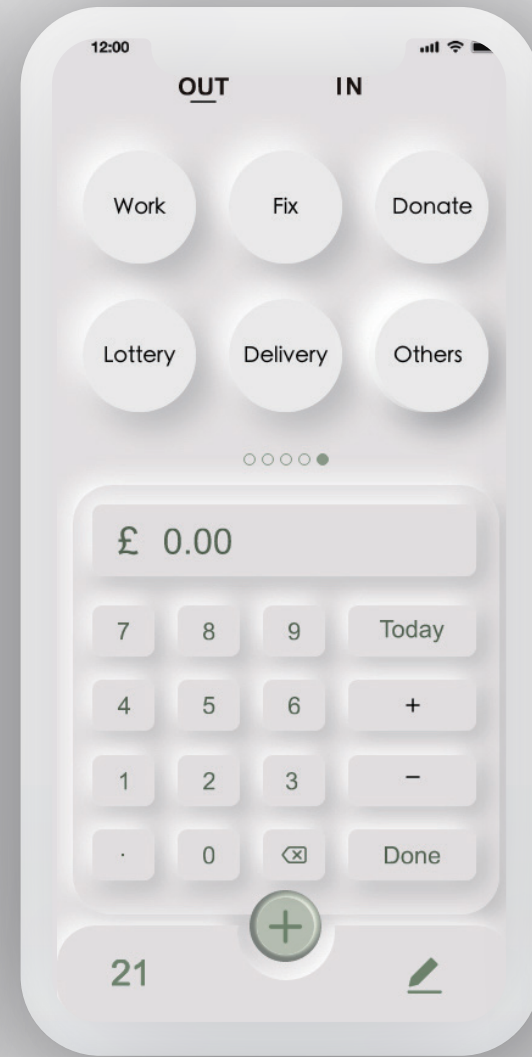 12:00
OUT IN
Work Fix Donate
Lottery Delivery Others
£ 0.00
7 8 9 Today
4 5 6 +
1 2 3 −
. 0 Done
+
21